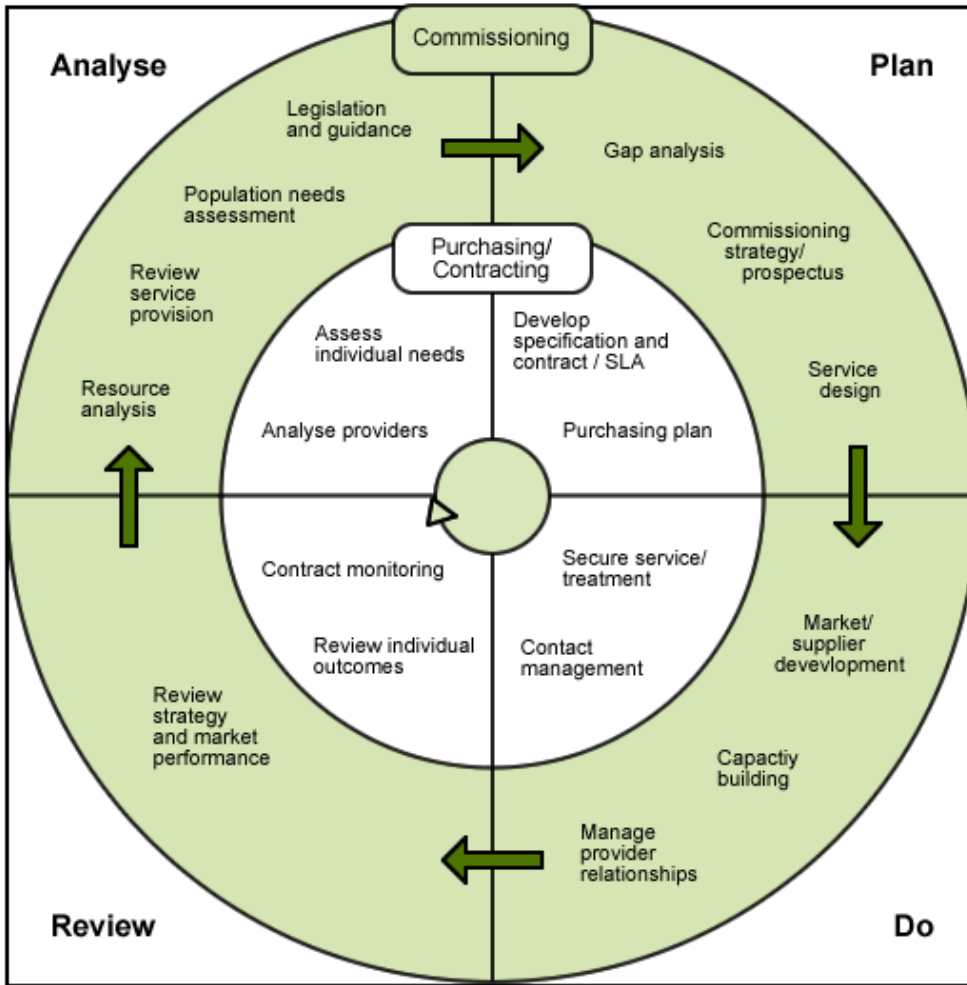 Commissioning
Analyse
Plan
Legislation
and guidance
Gap analysis
Population needs
assessment
Commissioning
strategy/
prospectus
Purchasing/
Contracting
Review
service
provision
Assess
individual needs
Develop
specification and
contract / SLA
Resource
analysis
Service
design
Analyse providers
Purchasing plan
Contract monitoring
Secure service/
treatment
Review individual
outcomes
Contact
management
Market/
supplier
devevlopment
Review
strategy
and market
performance
Capactiy
building
Manage
provider
relationships
Review
Do